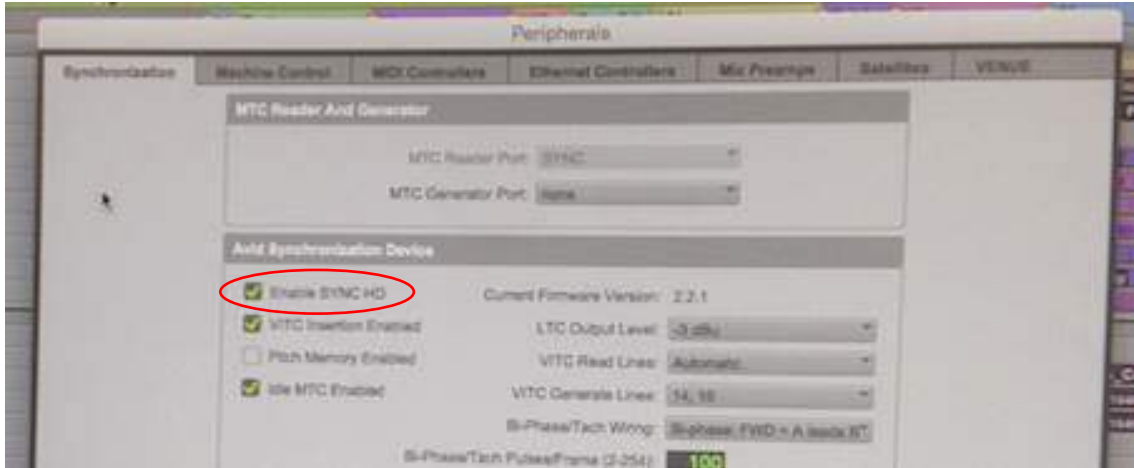 Peripherals
Synchronization Machine Control MIDI Controllers Ethernet Controllers Mic Preamps Satellites VENUE
MTC Reader And Generator
MTC Reader Port: SYNC
MTC Generator Port: none
Avid Synchronization Device
Enable SYNC HD Current Firmware Version: 2.2.1
VITC Insertion Enabled LTC Output Level: -3 dBu
Pitch Memory Enabled VITC Read Lines: Automatic
Idle MTC Enabled VITC Generate Lines: 14, 16
Bi-Phase/Tach Wiring: Bi-phase; FWD = A leads
Bi-Phase/Tach Pulses/Frame (2-254): 100